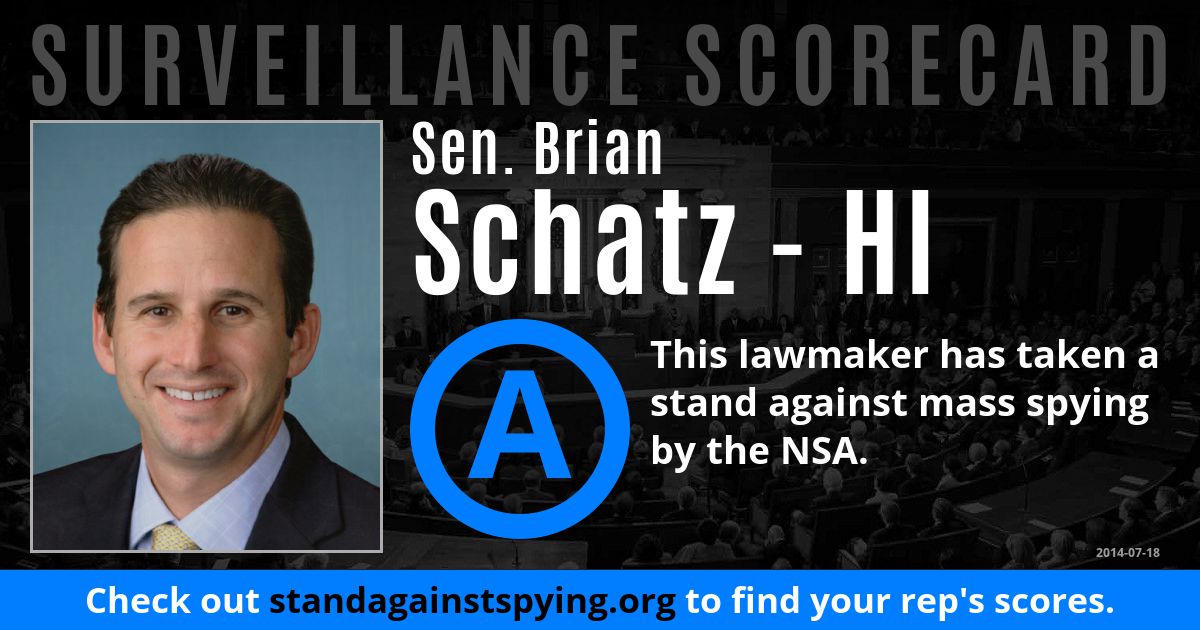 SURVEILLANCE SCORECARD
Sen. Brian
Schatz - HI
A
This lawmaker has taken a
stand against mass spying
by the NSA.
2014-07-18
Check out standagainstspying.org to find your rep's scores.